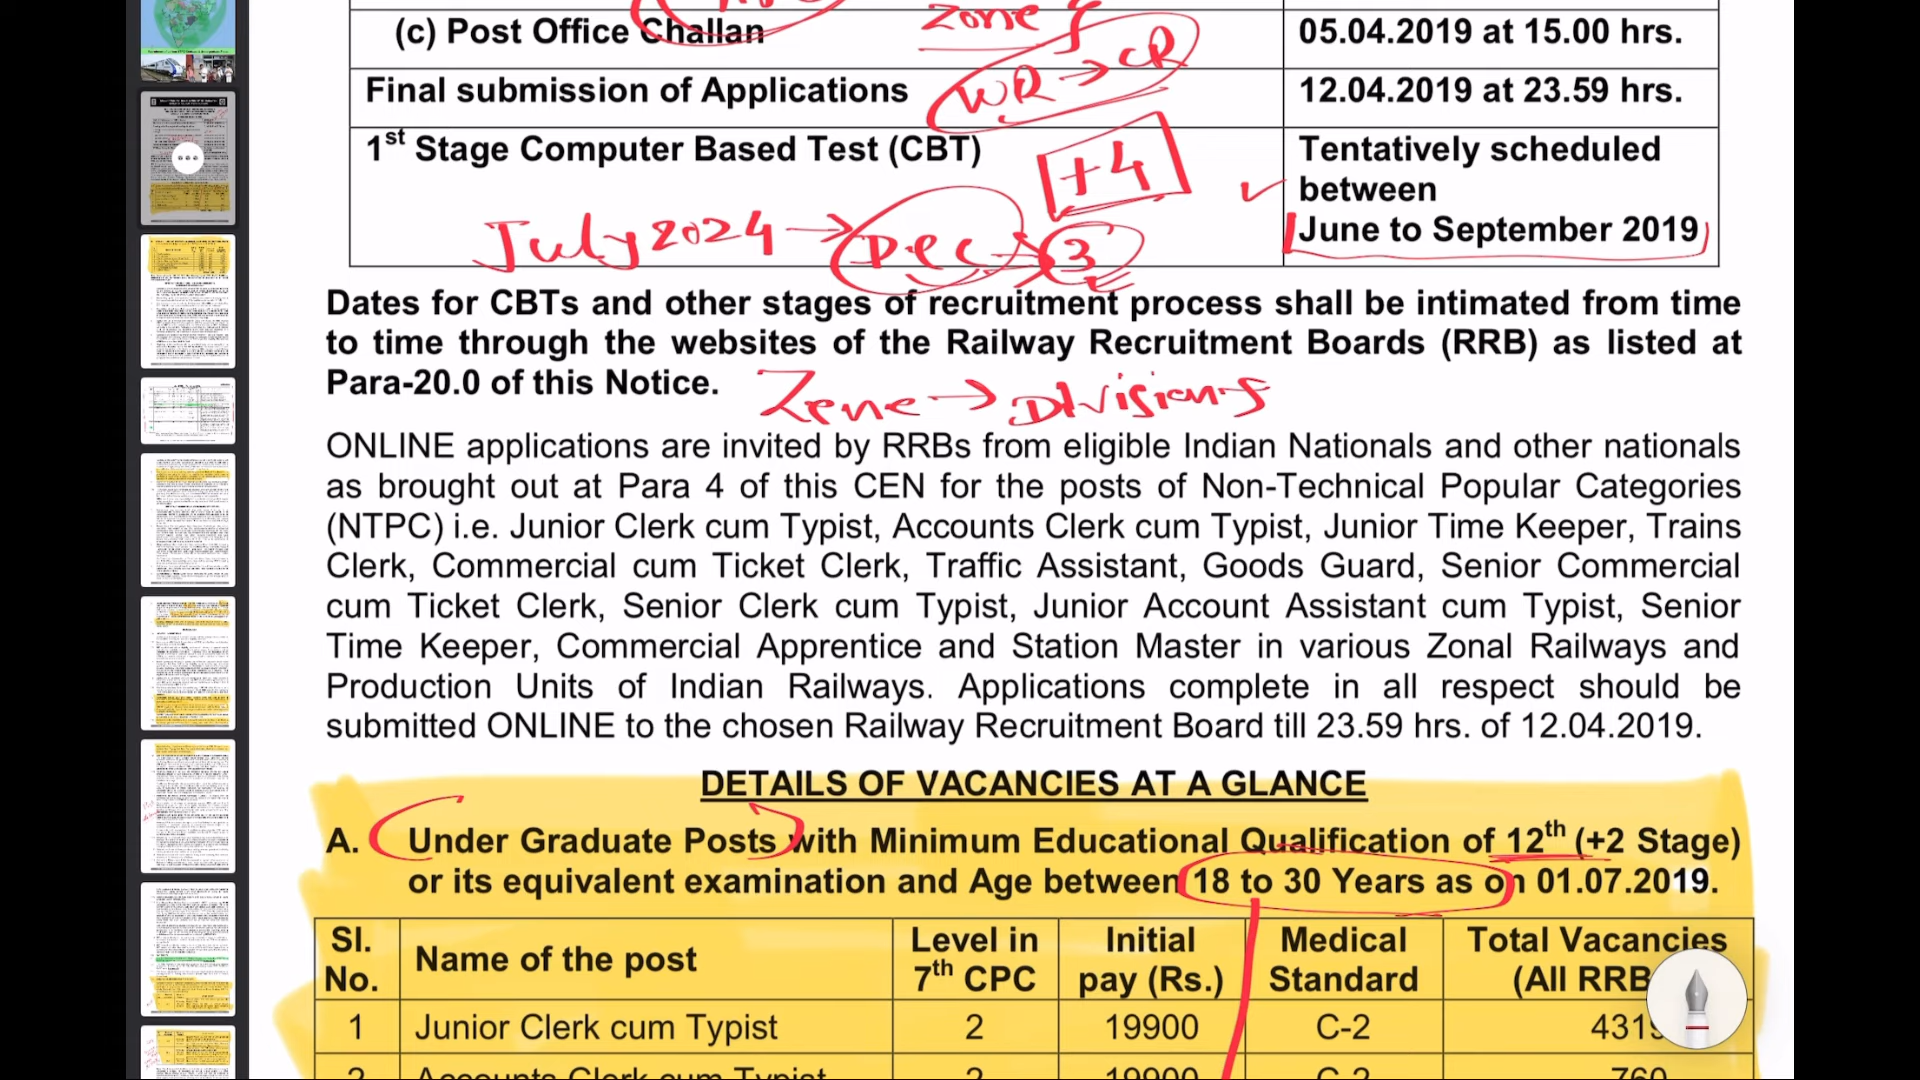 (c) Post Office Challan
zone
05.04.2019 at 15.00 hrs.
Final submission of Applications
WR → CR
12.04.2019 at 23.59 hrs.
1st Stage Computer Based Test (CBT)
+4
Tentatively scheduled
between
June to September 2019
July 2024 → Dec
3
Dates for CBTs and other stages of recruitment process shall be intimated from time
to time through the websites of the Railway Recruitment Boards (RRB) as listed at
Para-20.0 of this Notice.
Zone → Divisions
ONLINE applications are invited by RRBs from eligible Indian Nationals and other nationals
as brought out at Para 4 of this CEN for the posts of Non-Technical Popular Categories
(NTPC) i.e. Junior Clerk cum Typist, Accounts Clerk cum Typist, Junior Time Keeper, Trains
Clerk, Commercial cum Ticket Clerk, Traffic Assistant, Goods Guard, Senior Commercial
cum Ticket Clerk, Senior Clerk cum Typist, Junior Account Assistant cum Typist, Senior
Time Keeper, Commercial Apprentice and Station Master in various Zonal Railways and
Production Units of Indian Railways. Applications complete in all respect should be
submitted ONLINE to the chosen Railway Recruitment Board till 23.59 hrs. of 12.04.2019.
DETAILS OF VACANCIES AT A GLANCE
A. Under Graduate Posts with Minimum Educational Qualification of 12th (+2 Stage)
or its equivalent examination and Age between 18 to 30 Years as on 01.07.2019.
Sl. No. Name of the post Level in 7th CPC Initial pay (Rs.) Medical Standard Total Vacancies (All RRB
1 Junior Clerk cum Typist 2 19900 C-2 431
2 Accounts Clerk cum Typist 2 19900 C-2 760